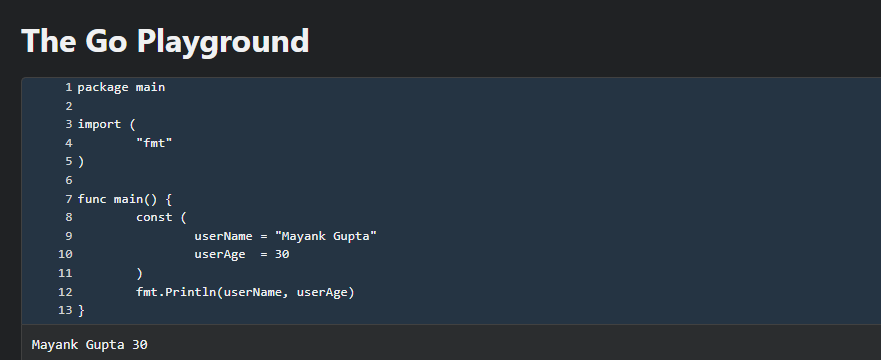 The Go Playground
1 package main
2
3 import (
4 "fmt"
5 )
6
7 func main() {
8 const (
9 userName = "Mayank Gupta"
10 userAge  = 30
11 )
12 fmt.Println(userName, userAge)
13 }
Mayank Gupta 30